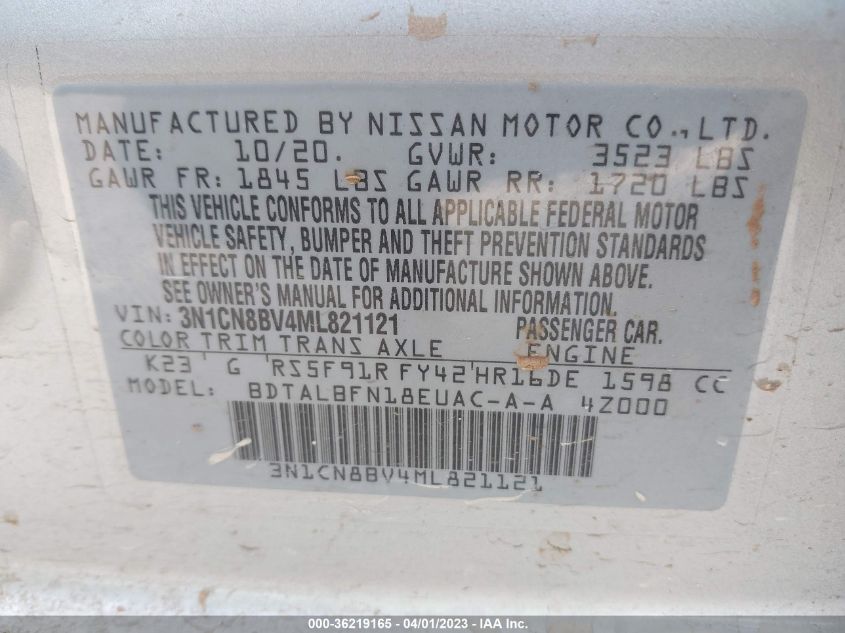 MANUFACTURED BY NISSAN MOTOR CO., LTD.
DATE: 10/20. GVWR: 3523 LBS
GAWR FR: 1845 LBS GAWR RR: 1720 LBS
THIS VEHICLE CONFORMS TO ALL APPLICABLE FEDERAL MOTOR
VEHICLE SAFETY, BUMPER AND THEFT PREVENTION STANDARDS
IN EFFECT ON THE DATE OF MANUFACTURE SHOWN ABOVE.
SEE OWNER'S MANUAL FOR ADDITIONAL INFORMATION.
VIN: 3N1CN8BV4ML821121 PASSENGER CAR.
COLOR TRIM TRANS AXLE ENGINE
K23 ' G 'RS5F91R FY42'HR16DE 1598 CC
MODEL: BDTALBFN18EUAC-A-A 4Z000
3N1CN8BV4ML821121
000-36219165 - 04/01/2023 - IAA Inc.